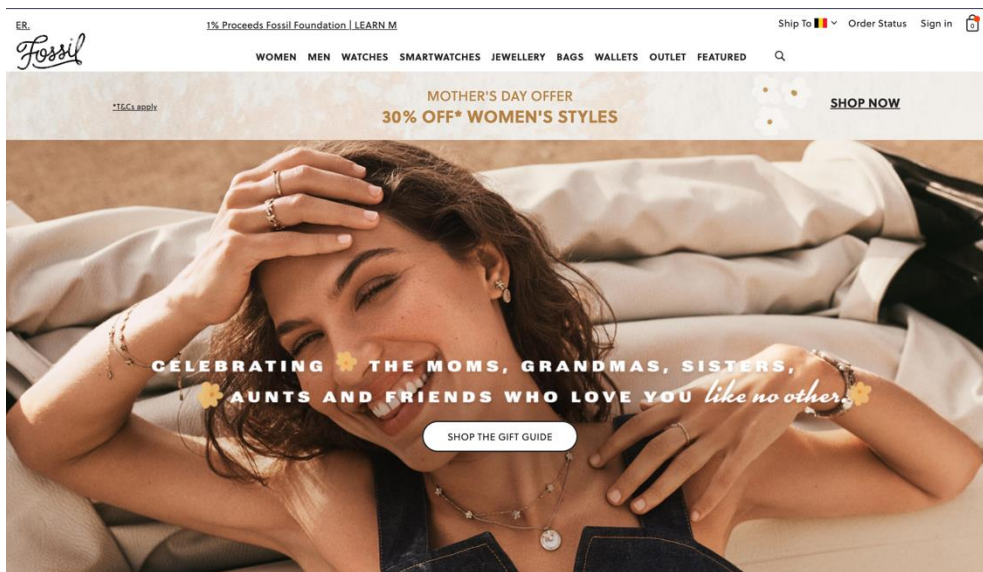 ER.
1% Proceeds Fossil Foundation | LEARN M
Ship To
Order Status
Sign in
0
Fossil
WOMEN MEN WATCHES SMARTWATCHES JEWELLERY BAGS WALLETS OUTLET FEATURED
*T&Cs apply
MOTHER'S DAY OFFER
30% OFF* WOMEN'S STYLES
SHOP NOW
CELEBRATING THE MOMS, GRANDMAS, SISTERS,
AUNTS AND FRIENDS WHO LOVE YOU like no other.
SHOP THE GIFT GUIDE